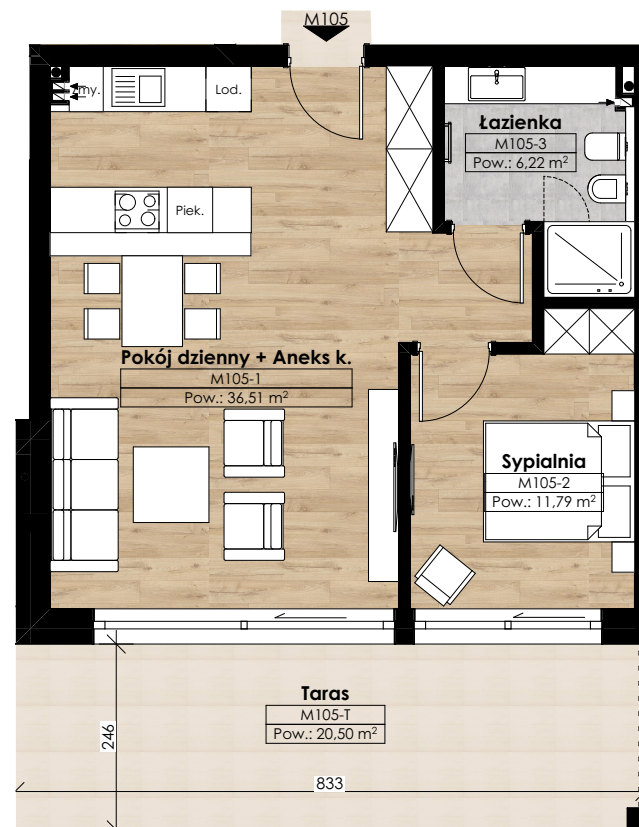 M105
Zmy.
Lod.
Łazienka
M105-3
Pow.: 6,22 m²
Piek.
Pokój dzienny + Aneks k.
M105-1
Pow.: 36,51 m²
Sypialnia
M105-2
Pow.: 11,79 m²
Taras
M105-T
Pow.: 20,50 m²
246
833